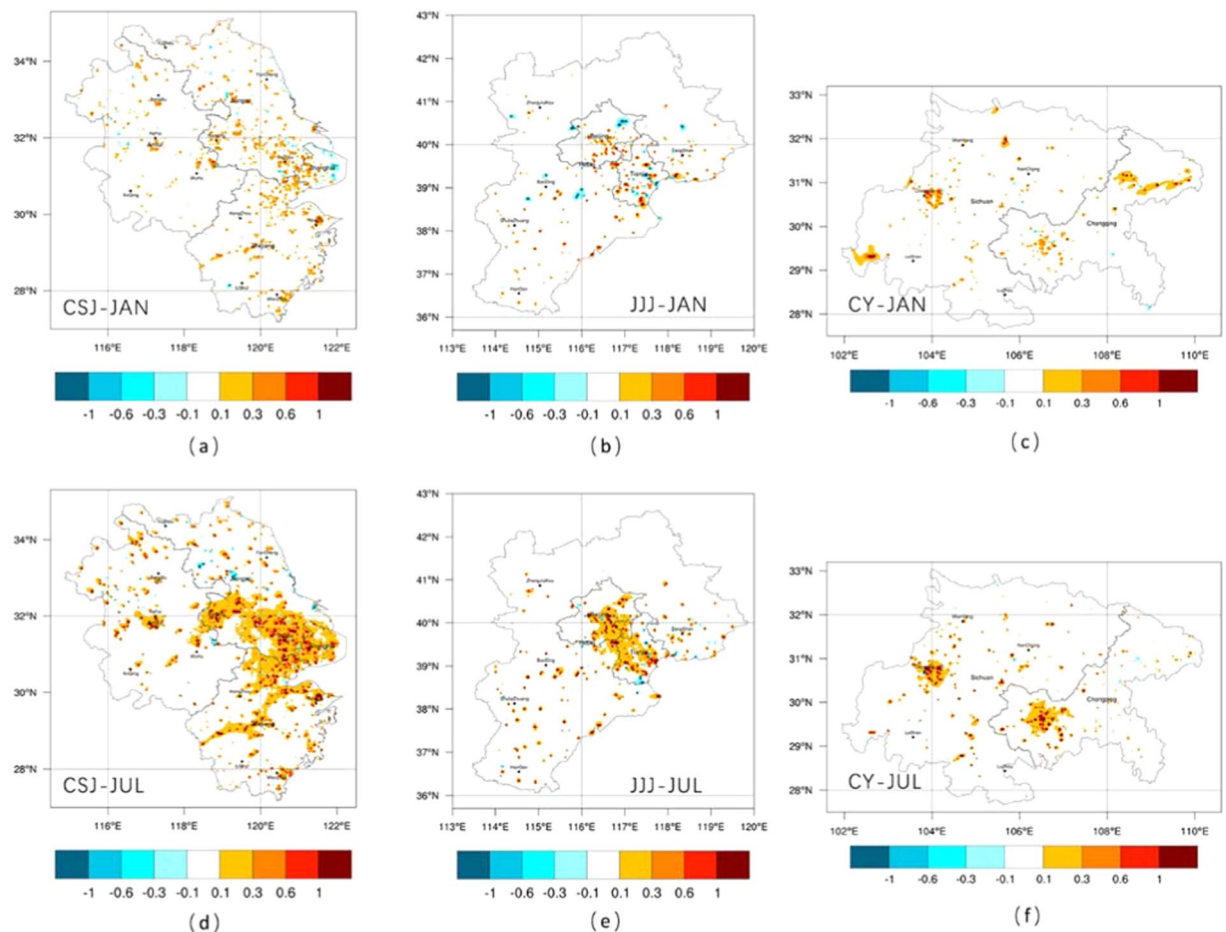 34°N
32°N
30°N
28°N
CSJ-JAN
116°E 118°E 120°E 122°E
-1 -0.6 -0.3 -0.1 0.1 0.3 0.6 1
(a)
43°N
42°N
41°N
40°N
39°N
38°N
37°N
36°N
JJJ-JAN
113°E 114°E 115°E 116°E 117°E 118°E 119°E 120°E
-1 -0.6 -0.3 -0.1 0.1 0.3 0.6 1
(b)
33°N
32°N
31°N
30°N
29°N
28°N
Sichuan
Chongqing
CY-JAN
102°E 104°E 106°E 108°E 110°E
-1 -0.6 -0.3 -0.1 0.1 0.3 0.6 1
(c)
34°N
32°N
30°N
28°N
CSJ-JUL
116°E 118°E 120°E 122°E
-1 -0.6 -0.3 -0.1 0.1 0.3 0.6 1
(d)
43°N
42°N
41°N
40°N
39°N
38°N
37°N
36°N
JJJ-JUL
113°E 114°E 115°E 116°E 117°E 118°E 119°E 120°E
-1 -0.6 -0.3 -0.1 0.1 0.3 0.6 1
(e)
33°N
32°N
31°N
30°N
29°N
28°N
Sichuan
Chongqing
CY-JUL
102°E 104°E 106°E 108°E 110°E
-1 -0.6 -0.3 -0.1 0.1 0.3 0.6 1
(f)